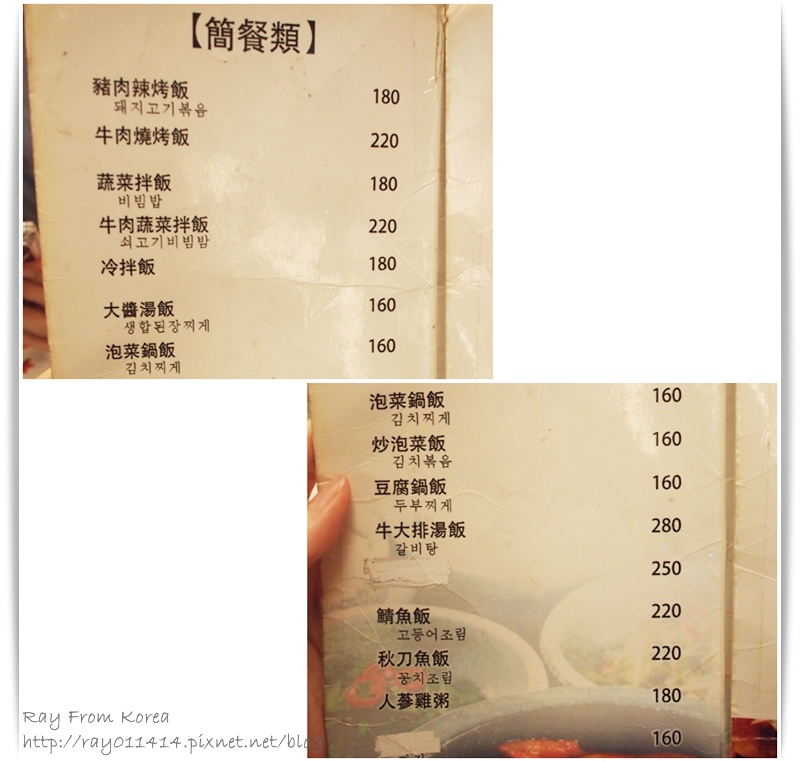 【簡餐類】
豬肉辣烤飯 180
돼지고기볶음
牛肉燒烤飯 220
蔬菜拌飯 180
비빔밥
牛肉蔬菜拌飯 220
쇠고기비빔밤
冷拌飯 180
大醬湯飯 160
생합된장찌게
泡菜鍋飯 160
김치찌게
泡菜鍋飯 160
김치찌게
炒泡菜飯 160
김치볶음
豆腐鍋飯 160
두부찌게
牛大排湯飯 280
갈비탕
250
鯖魚飯 220
고등어조림
秋刀魚飯 220
꽁치조림
人蔘雞粥 180
160
Ray From Korea
http://ray011414.pixnet.net/blog